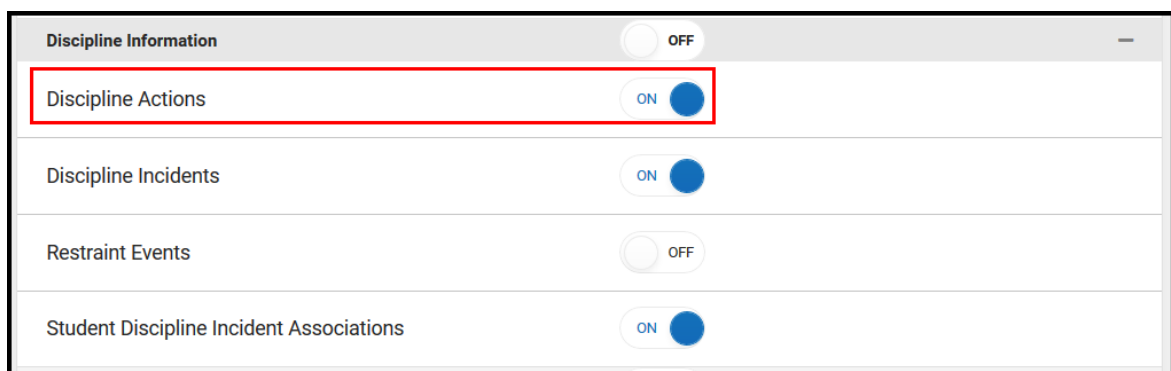 Discipline Information OFF
Discipline Actions ON
Discipline Incidents ON
Restraint Events OFF
Student Discipline Incident Associations ON